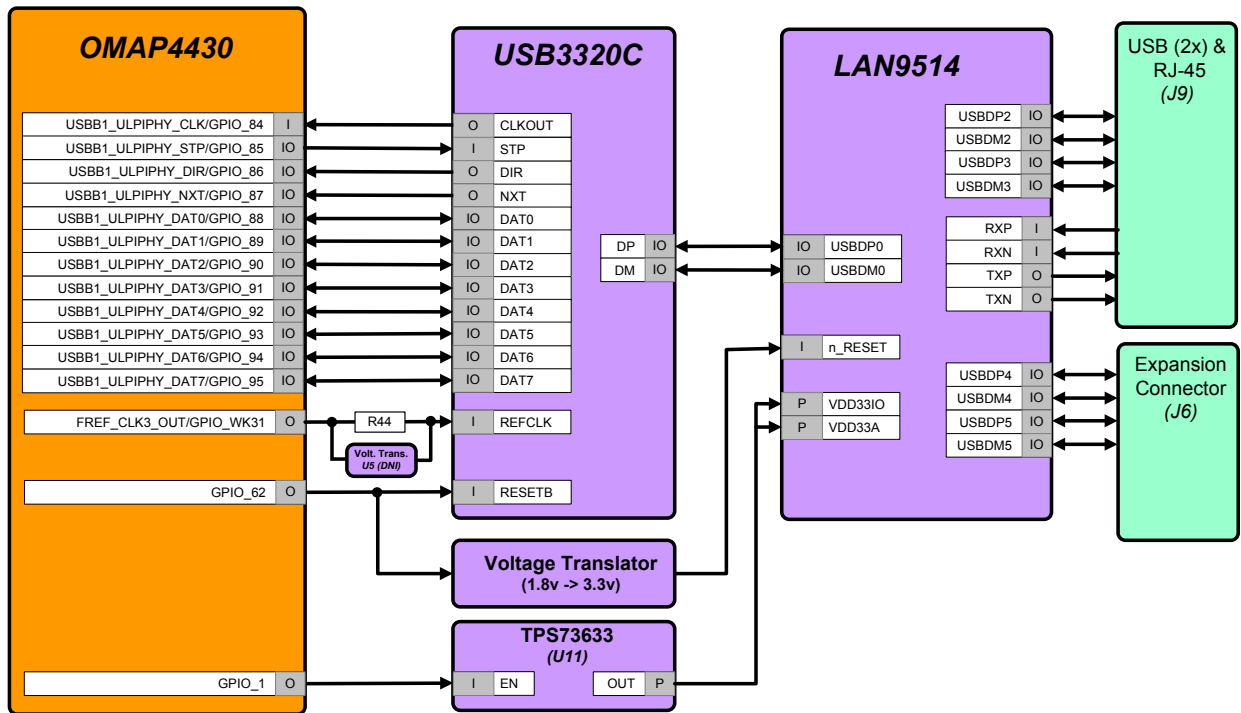 OMAP4430
USBB1_ULPIPHY_CLK/GPIO_84 I
USBB1_ULPIPHY_STP/GPIO_85 IO
USBB1_ULPIPHY_DIR/GPIO_86 IO
USBB1_ULPIPHY_NXT/GPIO_87 IO
USBB1_ULPIPHY_DAT0/GPIO_88 IO
USBB1_ULPIPHY_DAT1/GPIO_89 IO
USBB1_ULPIPHY_DAT2/GPIO_90 IO
USBB1_ULPIPHY_DAT3/GPIO_91 IO
USBB1_ULPIPHY_DAT4/GPIO_92 IO
USBB1_ULPIPHY_DAT5/GPIO_93 IO
USBB1_ULPIPHY_DAT6/GPIO_94 IO
USBB1_ULPIPHY_DAT7/GPIO_95 IO
FREF_CLK3_OUT/GPIO_WK31 O
GPIO_62 O
GPIO_1 O
R44
Volt. Trans.
U5 (DNI)
USB3320C
O CLKOUT
I STP
O DIR
O NXT
IO DAT0
IO DAT1
IO DAT2
IO DAT3
IO DAT4
IO DAT5
IO DAT6
IO DAT7
I REFCLK
I RESETB
DP IO
DM IO
Voltage Translator
(1.8v -> 3.3v)
TPS73633
(U11)
I EN
OUT P
LAN9514
IO USBDP0
IO USBDM0
I n_RESET
P VDD33IO
P VDD33A
USBDP2 IO
USBDM2 IO
USBDP3 IO
USBDM3 IO
RXP I
RXN I
TXP O
TXN O
USBDP4 IO
USBDM4 IO
USBDP5 IO
USBDM5 IO
USB (2x) &
RJ-45
(J9)
Expansion
Connector
(J6)